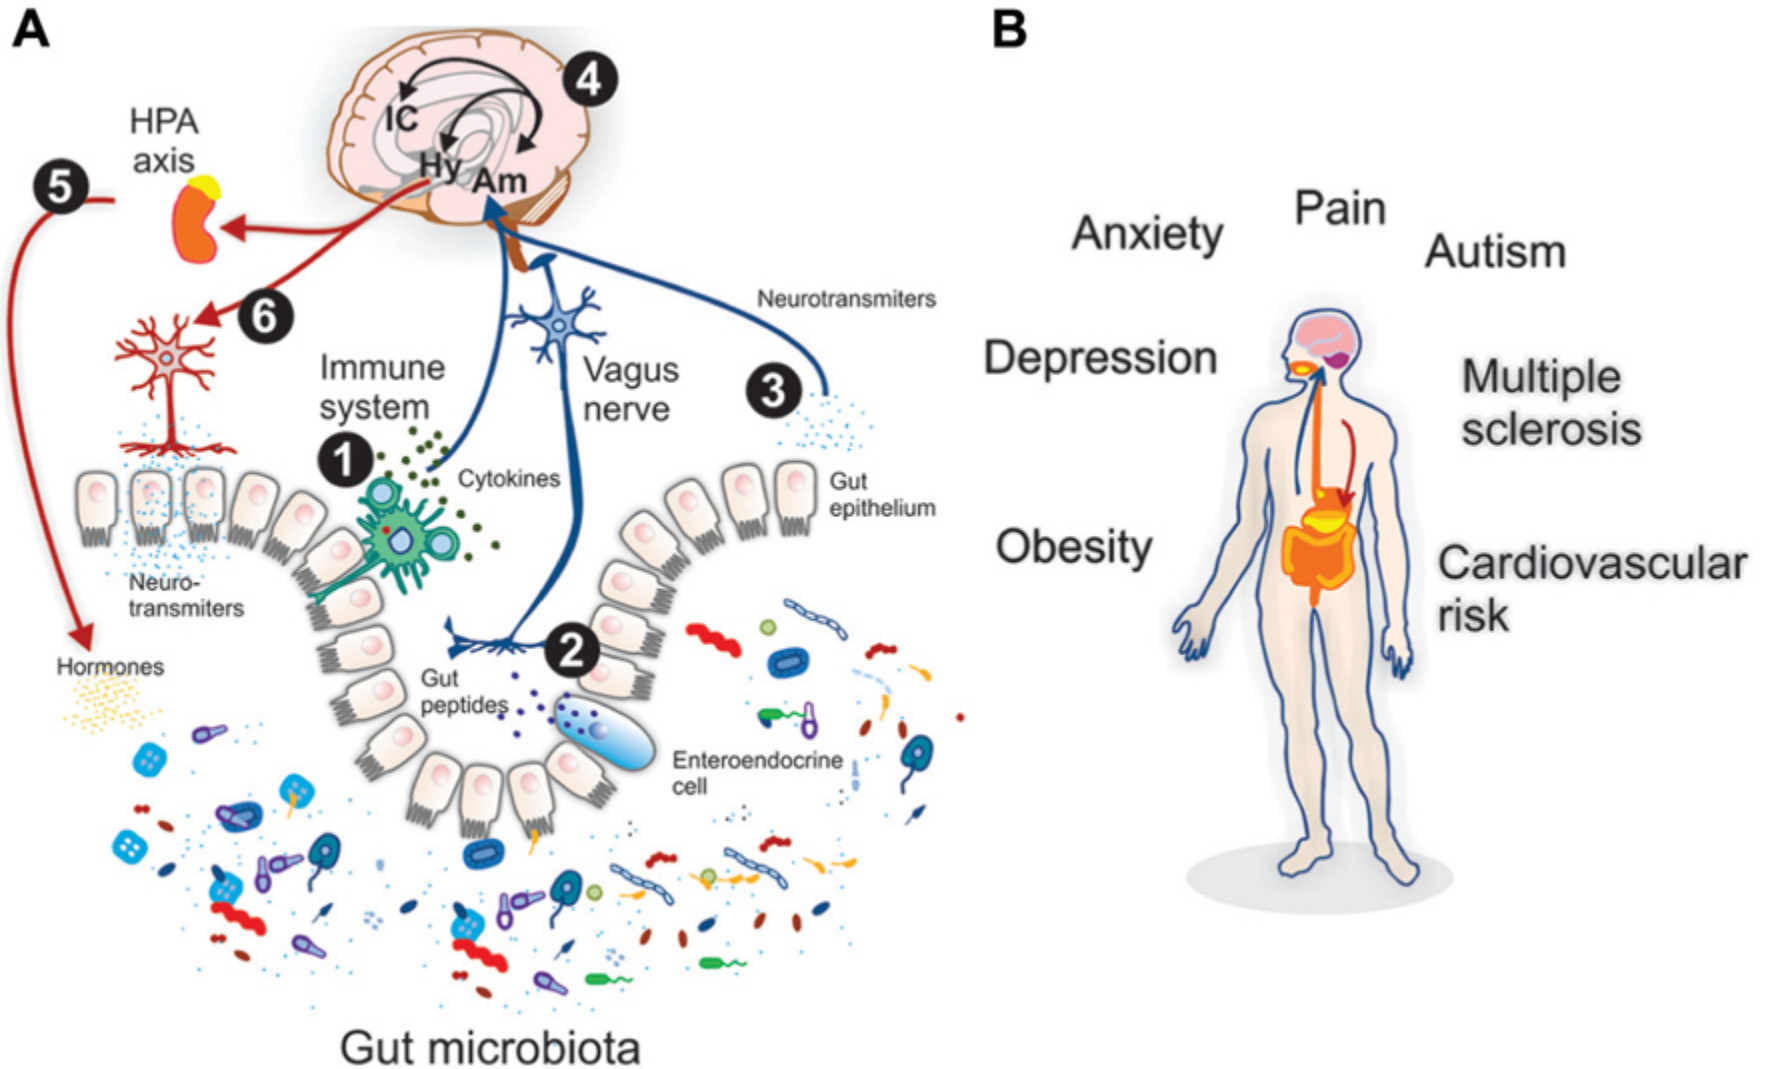 A
B
4
IC
Hy
Am
HPA
axis
5
6
Neurotransmiters
Immune
system
Vagus
nerve
3
1
Cytokines
Gut
epithelium
Neuro-
transmiters
Hormones
2
Gut
peptides
Enteroendocrine
cell
Gut microbiota
Pain
Anxiety
Autism
Depression
Multiple
sclerosis
Obesity
Cardiovascular
risk